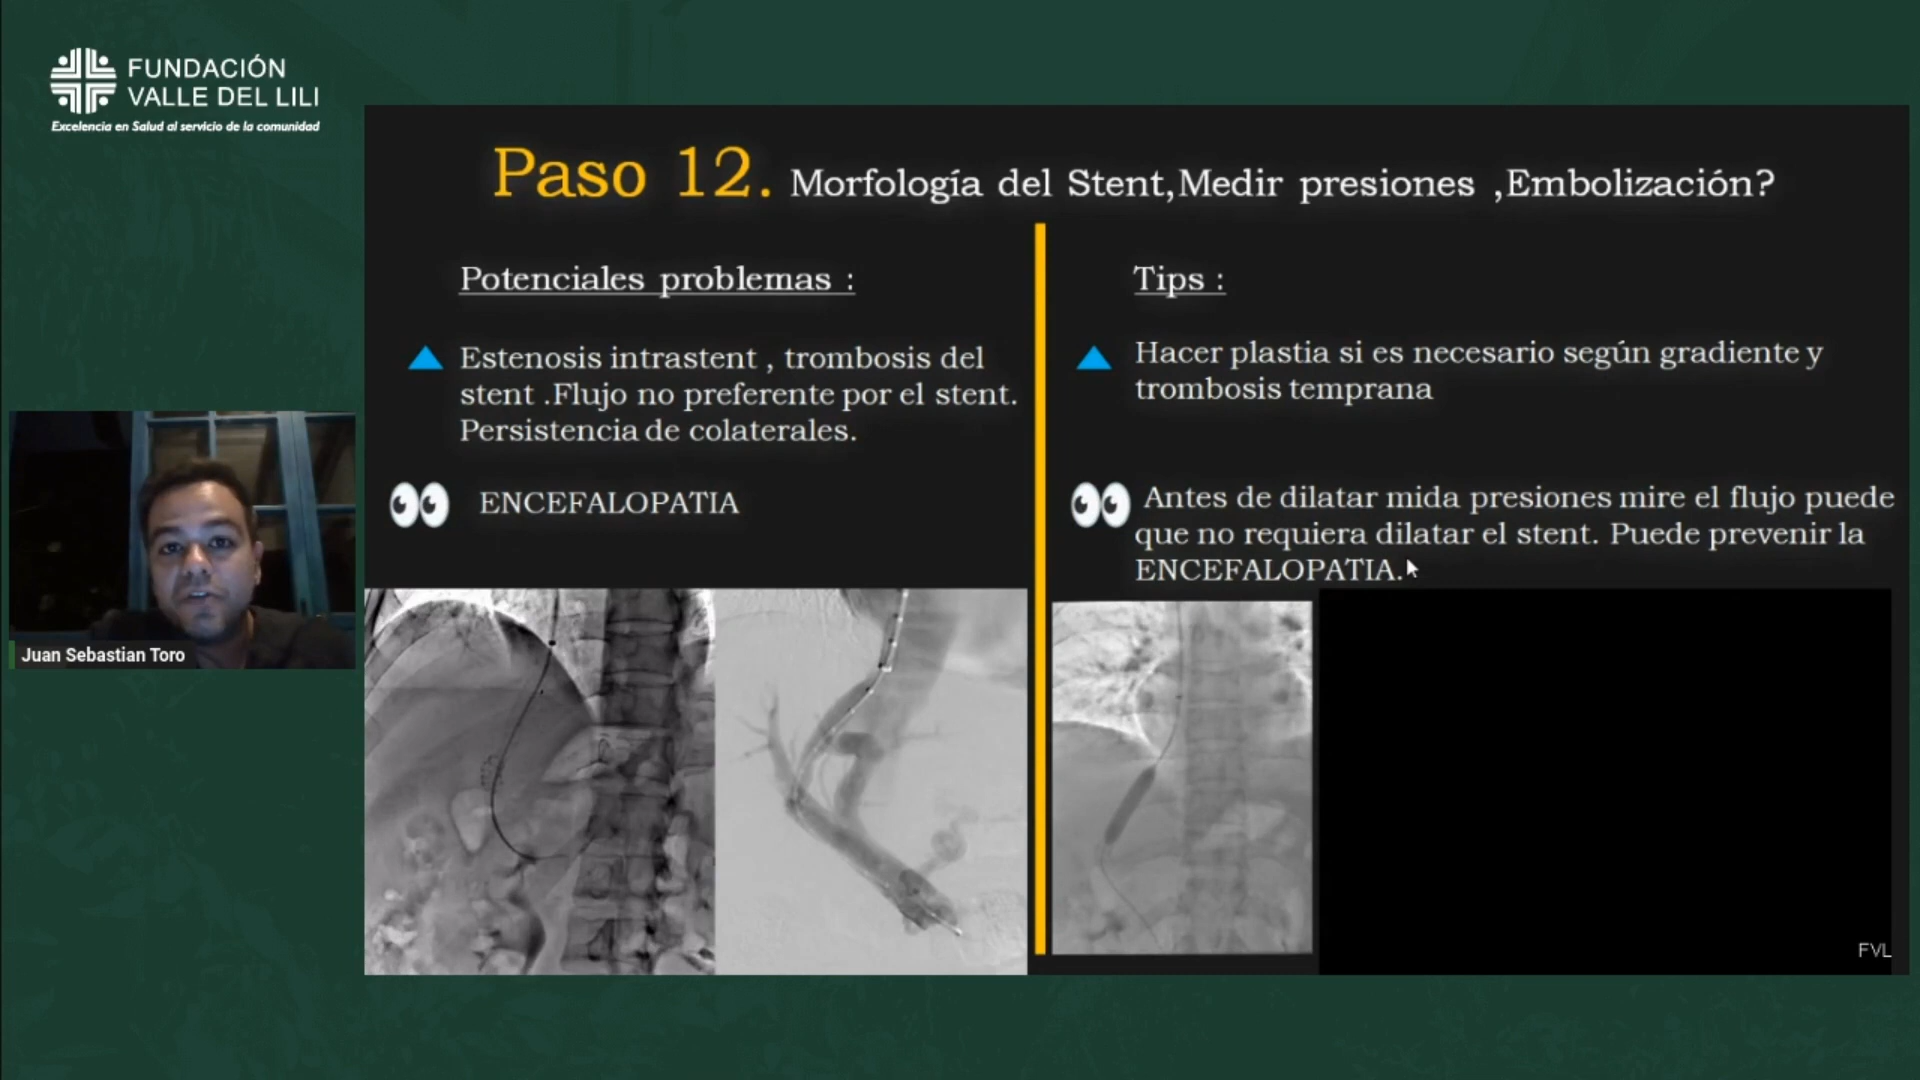 FUNDACIÓN
VALLE DEL LILI
Excelencia en Salud al servicio de la comunidad
Paso 12. Morfología del Stent,Medir presiones ,Embolización?
Potenciales problemas :
Estenosis intrastent , trombosis del
stent .Flujo no preferente por el stent.
Persistencia de colaterales.
ENCEFALOPATIA
Tips :
Hacer plastia si es necesario según gradiente y
trombosis temprana
Antes de dilatar mida presiones mire el flujo puede
que no requiera dilatar el stent. Puede prevenir la
ENCEFALOPATIA.
Juan Sebastian Toro
FVL